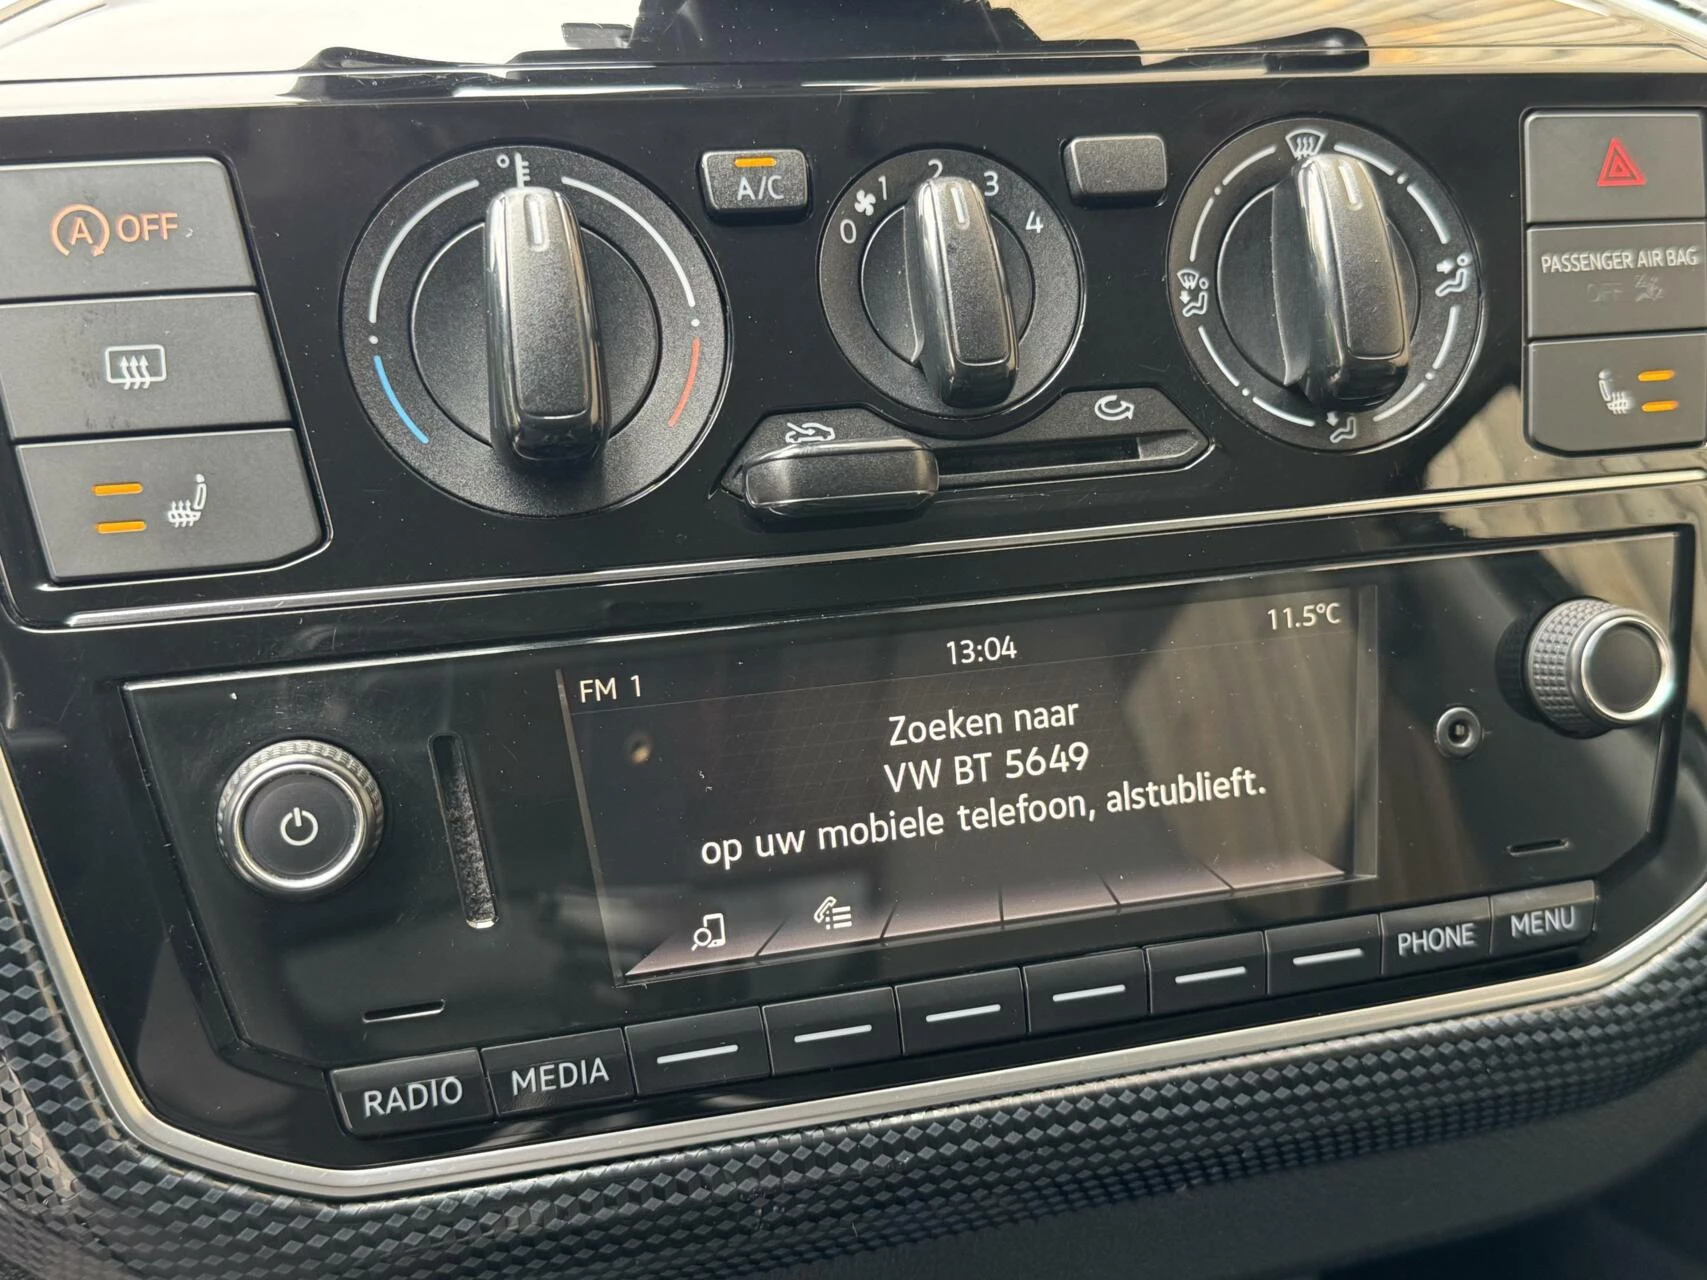 A OFF
A/C
0 1 2 3 4
PASSENGER AIR BAG
OFF
FM 1
13:04
11.5°C
Zoeken naar
VW BT 5649
op uw mobiele telefoon, alstublieft.
RADIO
MEDIA
PHONE
MENU